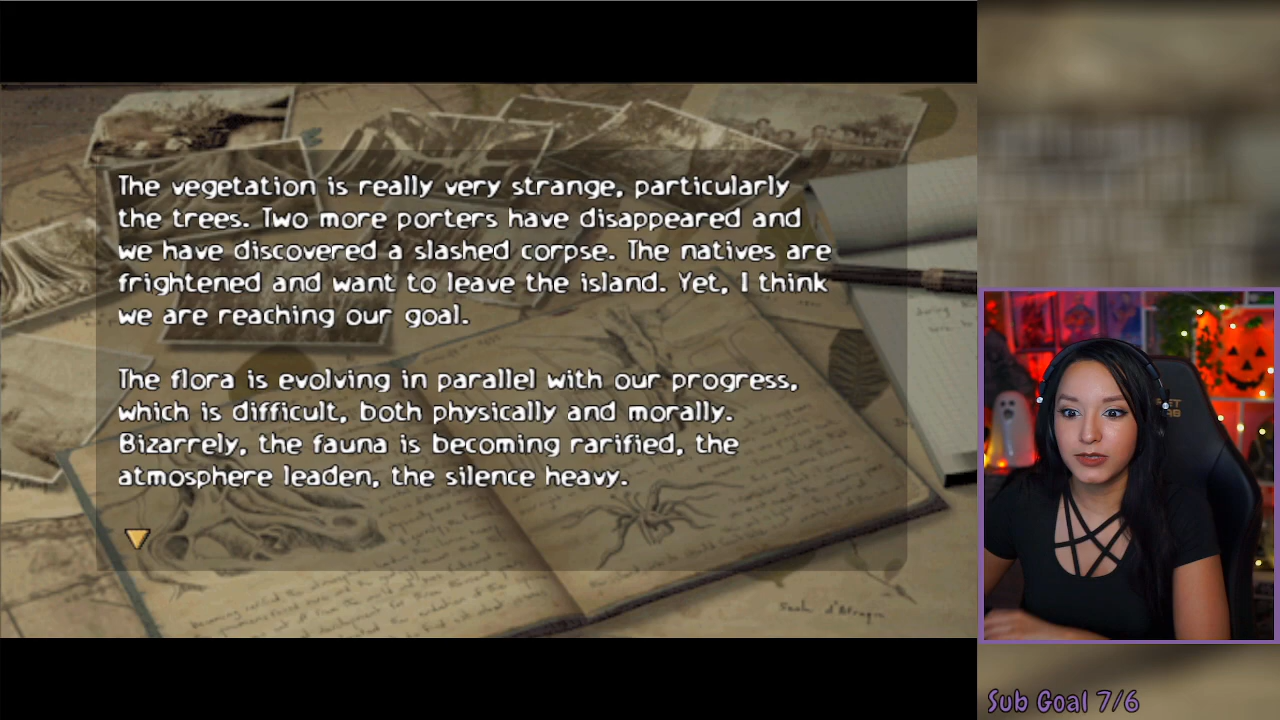 The vegetation is really very strange, particularly
the trees. Two more porters have disappeared and
we have discovered a slashed corpse. The natives are
frightened and want to leave the island. Yet, I think
we are reaching our goal.
The flora is evolving in parallel with our progress,
which is difficult, both physically and morally.
Bizarrely, the fauna is becoming rarified, the
atmosphere leaden, the silence heavy.
Sub Goal 7/6